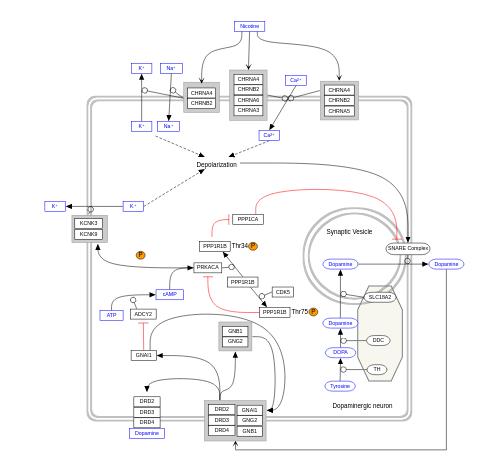 Nicotine
K⁺
Na⁺
Ca²⁺
CHRNA4
CHRNB2
CHRNA4
CHRNB2
CHRNA6
CHRNA3
CHRNA4
CHRNB2
CHRNA5
K⁺
Na⁺
Ca²⁺
Depolarization
K⁺
K⁺
KCNK3
KCNK9
PPP1CA
Synaptic Vesicle
PPP1R1B
Thr34
P
SNARE Complex
P
PRKACA
Dopamine
Dopamine
PPP1R1B
cAMP
CDK5
SLC18A2
ATP
ADCY2
PPP1R1B
Thr75
P
Dopamine
GNB1
GNG2
DDC
GNAI1
DOPA
TH
Tyrosine
DRD2
DRD3
DRD4
Dopamine
DRD2
DRD3
DRD4
GNAI1
GNG2
GNB1
Dopaminergic neuron